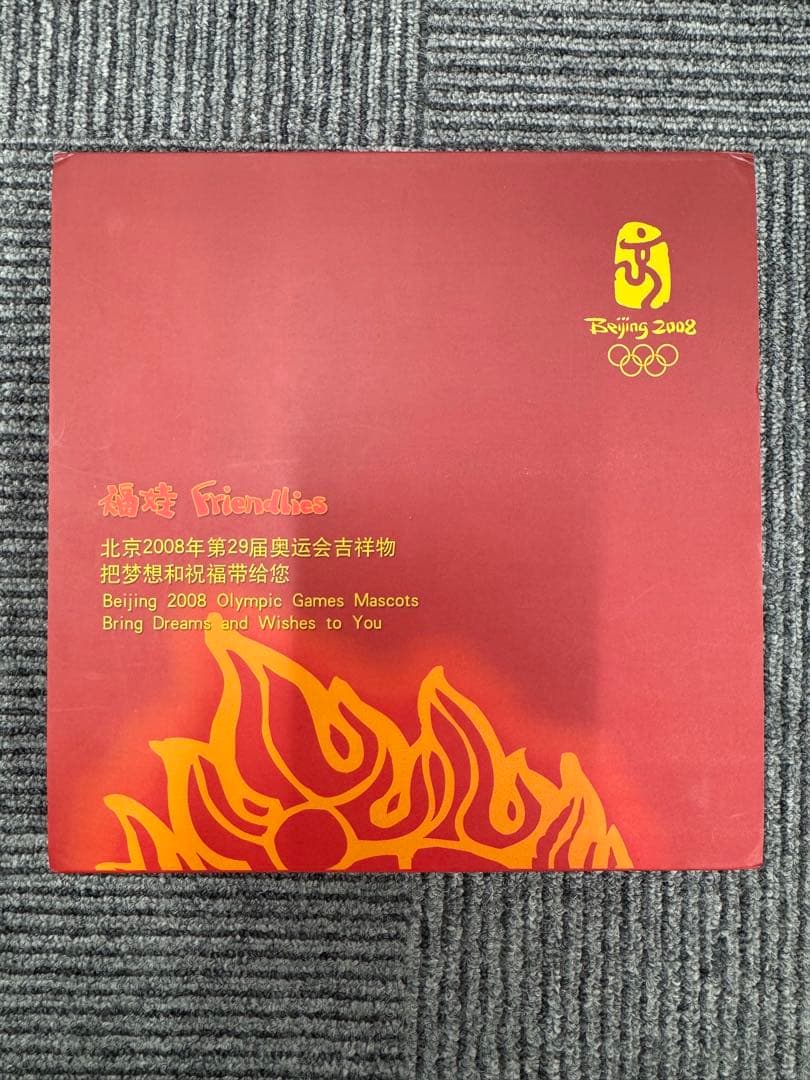 Beijing 2008
福娃 Friendlies
北京2008年第29届奥运会吉祥物
把梦想和祝福带给您
Beijing 2008 Olympic Games Mascots
Bring Dreams and Wishes to You